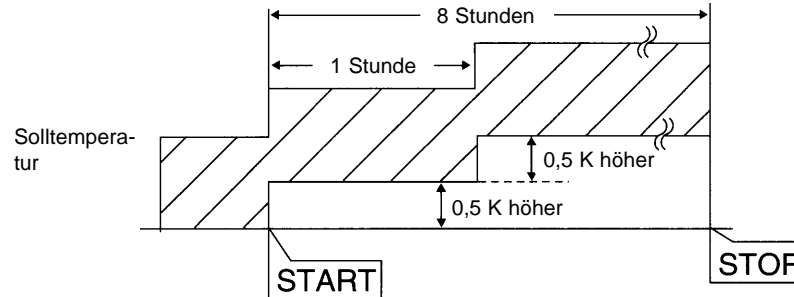 8 Stunden
1 Stunde
Solltempera-
tur
0,5 K höher
0,5 K höher
START
STOP